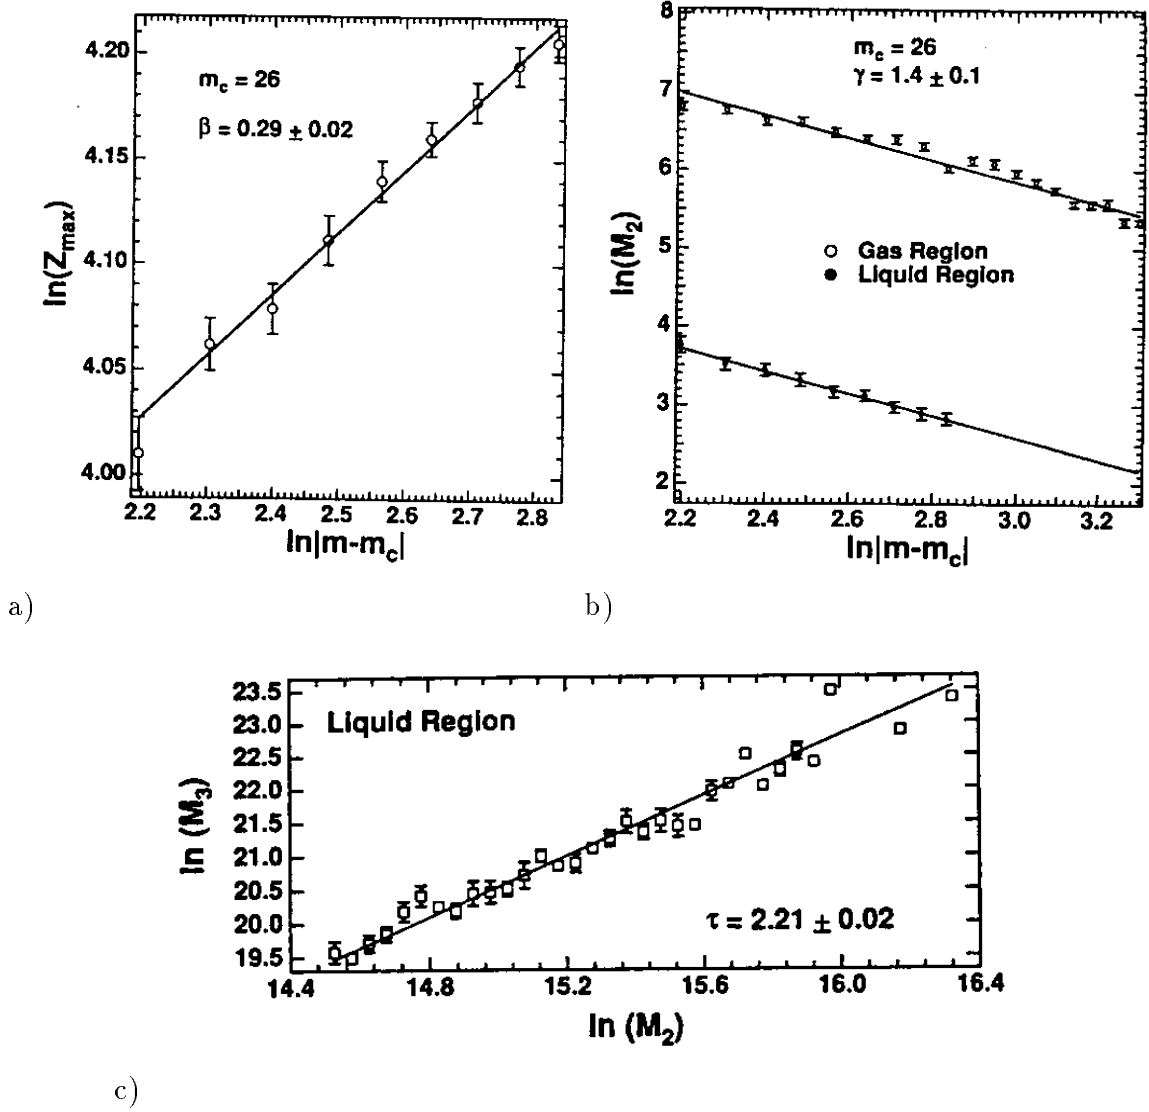 4.20
4.15
4.10
4.05
4.00
ln(Z_max)
m_c = 26
β = 0.29 ± 0.02
2.2 2.3 2.4 2.5 2.6 2.7 2.8
ln|m-m_c|
a)
8
7
6
5
4
3
2
ln(M_2)
m_c = 26
γ = 1.4 ± 0.1
Gas Region
Liquid Region
2.2 2.4 2.6 2.8 3.0 3.2
ln|m-m_c|
b)
23.5
23.0
22.5
22.0
21.5
21.0
20.5
20.0
19.5
ln (M_3)
Liquid Region
τ = 2.21 ± 0.02
14.4 14.8 15.2 15.6 16.0 16.4
ln (M_2)
c)